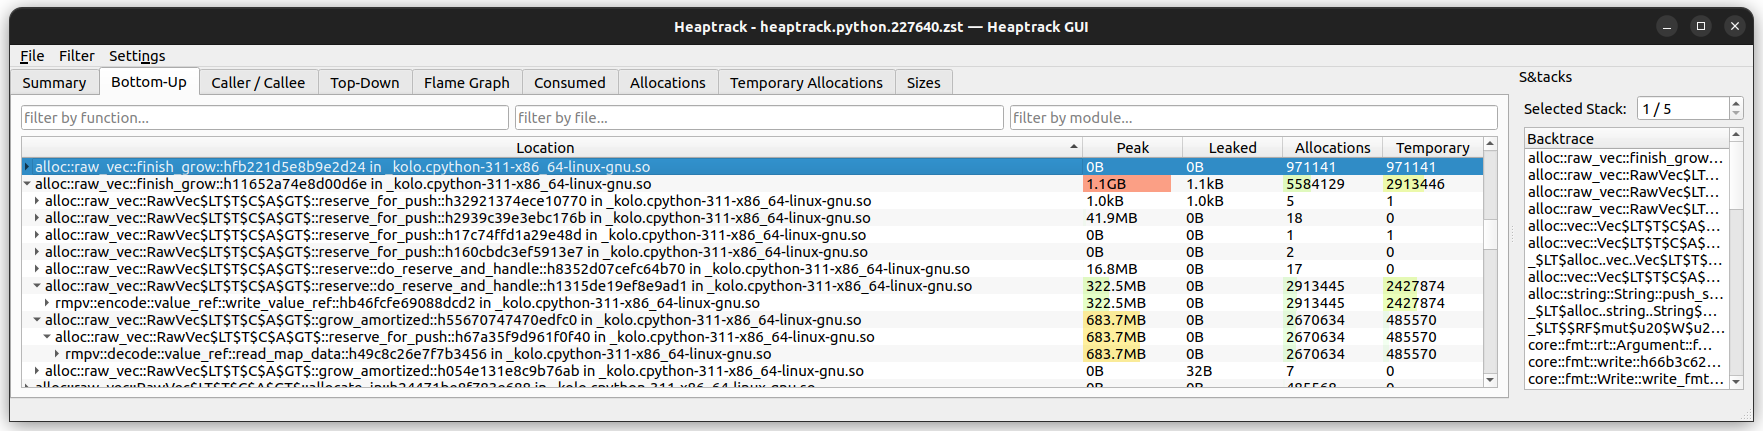 Heaptrack - heaptrack.python.227640.zst — Heaptrack GUI
File Filter Settings
Summary Bottom-Up Caller / Callee Top-Down Flame Graph Consumed Allocations Temporary Allocations Sizes
filter by function... filter by file... filter by module...
Location Peak Leaked Allocations Temporary
alloc::raw_vec::finish_grow::hfb221d5e8b9e2d24 in _kolo.cpython-311-x86_64-linux-gnu.so 0B 0B 971141 971141
alloc::raw_vec::finish_grow::h11652a74e8d00d6e in _kolo.cpython-311-x86_64-linux-gnu.so 1.1GB 1.1kB 5584129 2913446
alloc::raw_vec::RawVec$LT$T$C$A$GT$::reserve_for_push::h32921374ece10770 in _kolo.cpython-311-x86_64-linux-gnu.so 1.0kB 1.0kB 5 1
alloc::raw_vec::RawVec$LT$T$C$A$GT$::reserve_for_push::h2939c39e3ebc176b in _kolo.cpython-311-x86_64-linux-gnu.so 41.9MB 0B 18 0
alloc::raw_vec::RawVec$LT$T$C$A$GT$::reserve_for_push::h17c74ffd1a29e48d in _kolo.cpython-311-x86_64-linux-gnu.so 0B 0B 1 1
alloc::raw_vec::RawVec$LT$T$C$A$GT$::reserve_for_push::h160cbdc3ef5913e7 in _kolo.cpython-311-x86_64-linux-gnu.so 0B 0B 2 0
alloc::raw_vec::RawVec$LT$T$C$A$GT$::reserve::do_reserve_and_handle::h8352d07cefc64b70 in _kolo.cpython-311-x86_64-linux-gnu.so 16.8MB 0B 17 0
alloc::raw_vec::RawVec$LT$T$C$A$GT$::reserve::do_reserve_and_handle::h1315de19ef8e9ad1 in _kolo.cpython-311-x86_64-linux-gnu.so 322.5MB 0B 2913445 2427874
rmpv::encode::value_ref::write_value_ref::hb46fcfe69088dcd2 in _kolo.cpython-311-x86_64-linux-gnu.so 322.5MB 0B 2913445 2427874
alloc::raw_vec::RawVec$LT$T$C$A$GT$::grow_amortized::h55670747470edfc0 in _kolo.cpython-311-x86_64-linux-gnu.so 683.7MB 0B 2670634 485570
alloc::raw_vec::RawVec$LT$T$C$A$GT$::reserve_for_push::h67a35f9d961f0f40 in _kolo.cpython-311-x86_64-linux-gnu.so 683.7MB 0B 2670634 485570
rmpv::decode::value_ref::read_map_data::h49c8c26e7f7b3456 in _kolo.cpython-311-x86_64-linux-gnu.so 683.7MB 0B 2670634 485570
alloc::raw_vec::RawVec$LT$T$C$A$GT$::grow_amortized::h054e131e8c9b76ab in _kolo.cpython-311-x86_64-linux-gnu.so 0B 32B 7 0
S&tacks
Selected Stack: 1 / 5
Backtrace
alloc::raw_vec::finish_grow...
alloc::raw_vec::RawVec$LT...
alloc::raw_vec::RawVec$LT...
alloc::raw_vec::RawVec$LT...
alloc::vec::Vec$LT$T$C$A$...
_$LT$alloc..vec..Vec$LT$T$...
alloc::vec::Vec$LT$T$C$A$...
alloc::string::String::push_s...
_$LT$alloc..string..String$...
_$LT$$RF$mut$u20$W$u2...
core::fmt::rt::Argument::f...
core::fmt::write::h66b3c62...
core::fmt::Write::write_fmt...